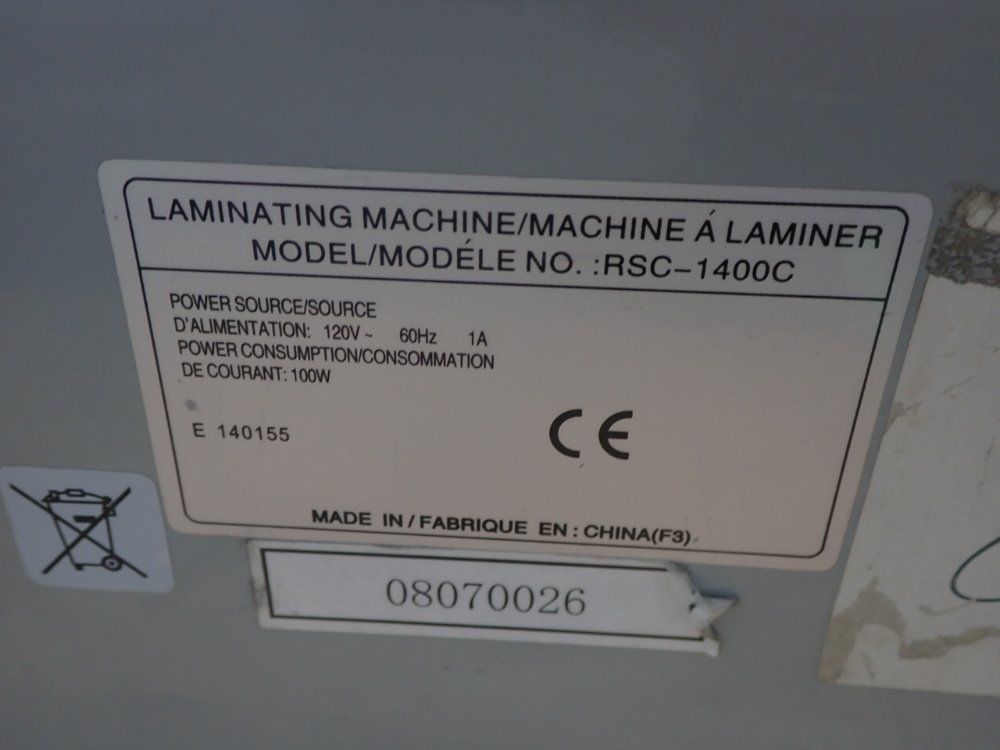 LAMINATING MACHINE/MACHINE Á LAMINER
MODEL/MODÉLE NO. :RSC-1400C
POWER SOURCE/SOURCE
D'ALIMENTATION: 120V~ 60Hz 1A
POWER CONSUMPTION/CONSOMMATION
DE COURANT: 100W
E 140155
CE
MADE IN / FABRIQUE EN : CHINA(F3)
08070026